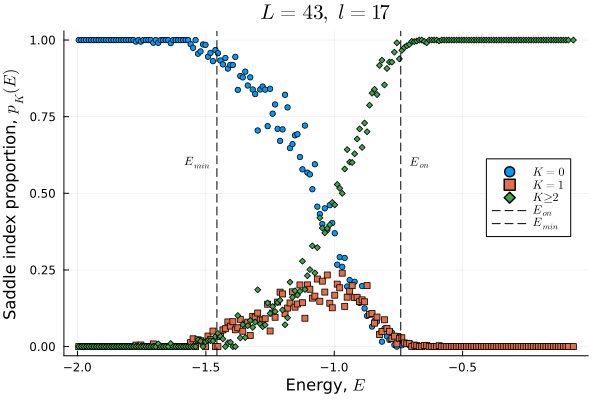 L = 43, l = 17
Saddle index proportion, p_K(E)
1.00
0.75
0.50
0.25
0.00
E_min
E_on
K = 0
K = 1
K≥2
E_on
E_min
−2.0 −1.5 −1.0 −0.5
Energy, E